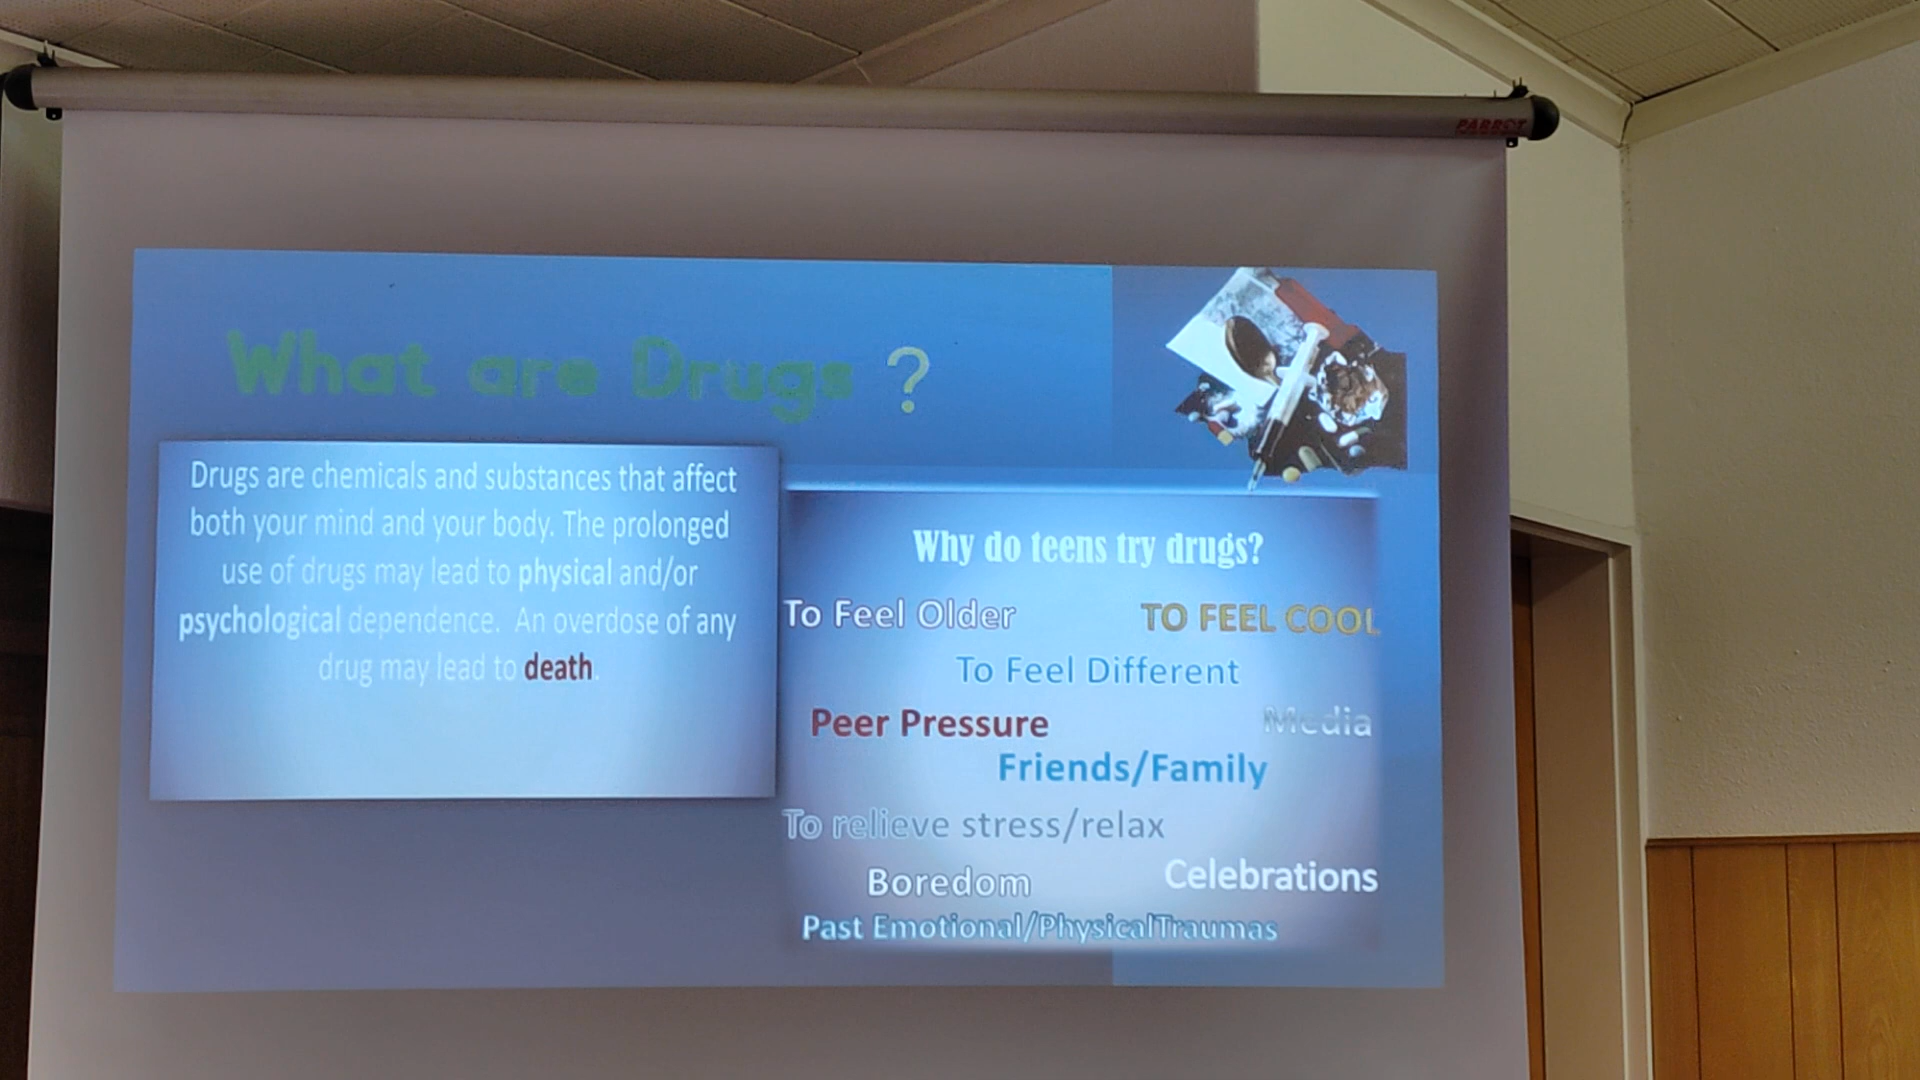 PARROT
What are Drugs ?
Drugs are chemicals and substances that affect
both your mind and your body. The prolonged
use of drugs may lead to physical and/or
psychological dependence. An overdose of any
drug may lead to death.
Why do teens try drugs?
To Feel Older
TO FEEL COOL
To Feel Different
Peer Pressure
Media
Friends/Family
To relieve stress/relax
Boredom
Celebrations
Past Emotional/PhysicalTraumas